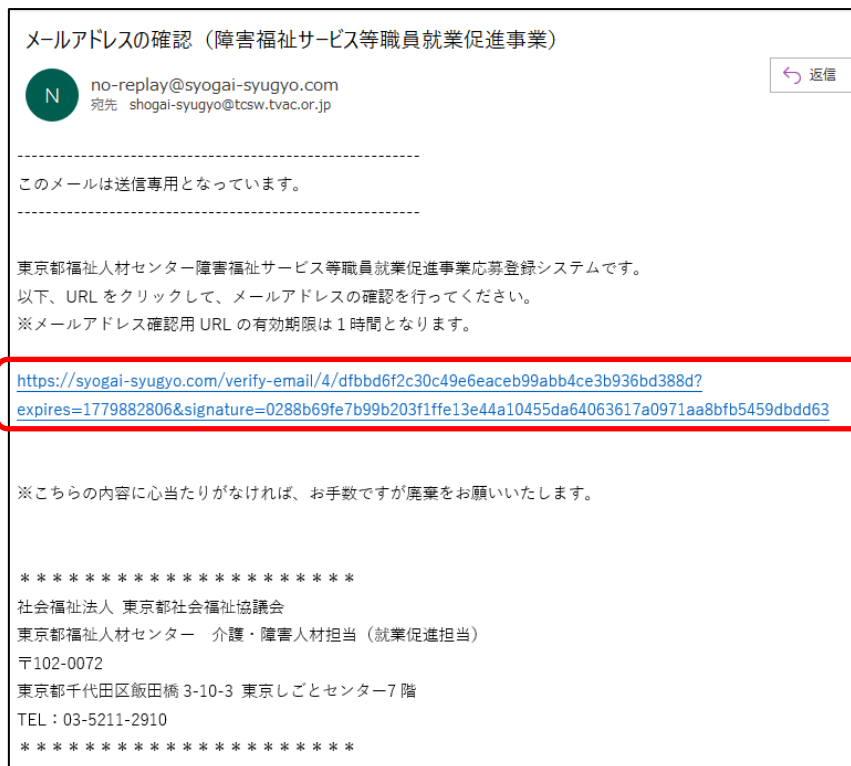 メールアドレスの確認（障害福祉サービス等職員就業促進事業）
N
no-replay@syogai-syugyo.com
宛先 shogai-syugyo@tcsw.tvac.or.jp
返信
----------------------------------------------------------
このメールは送信専用となっています。
----------------------------------------------------------
東京都福祉人材センター障害福祉サービス等職員就業促進事業応募登録システムです。
以下、URL をクリックして、メールアドレスの確認を行ってください。
※メールアドレス確認用 URL の有効期限は 1 時間となります。
https://syogai-syugyo.com/verify-email/4/dfbbd6f2c30c49e6eaceb99abb4ce3b936bd388d?
expires=1779882806&signature=0288b69fe7b99b203f1ffe13e44a10455da64063617a0971aa8bfb5459dbdd63
※こちらの内容に心当たりがなければ、お手数ですが廃棄をお願いいたします。
＊＊＊＊＊＊＊＊＊＊＊＊＊＊＊＊＊＊＊＊＊
社会福祉法人 東京都社会福祉協議会
東京都福祉人材センター　介護・障害人材担当（就業促進担当）
〒102-0072
東京都千代田区飯田橋 3-10-3 東京しごとセンター7 階
TEL：03-5211-2910
＊＊＊＊＊＊＊＊＊＊＊＊＊＊＊＊＊＊＊＊＊